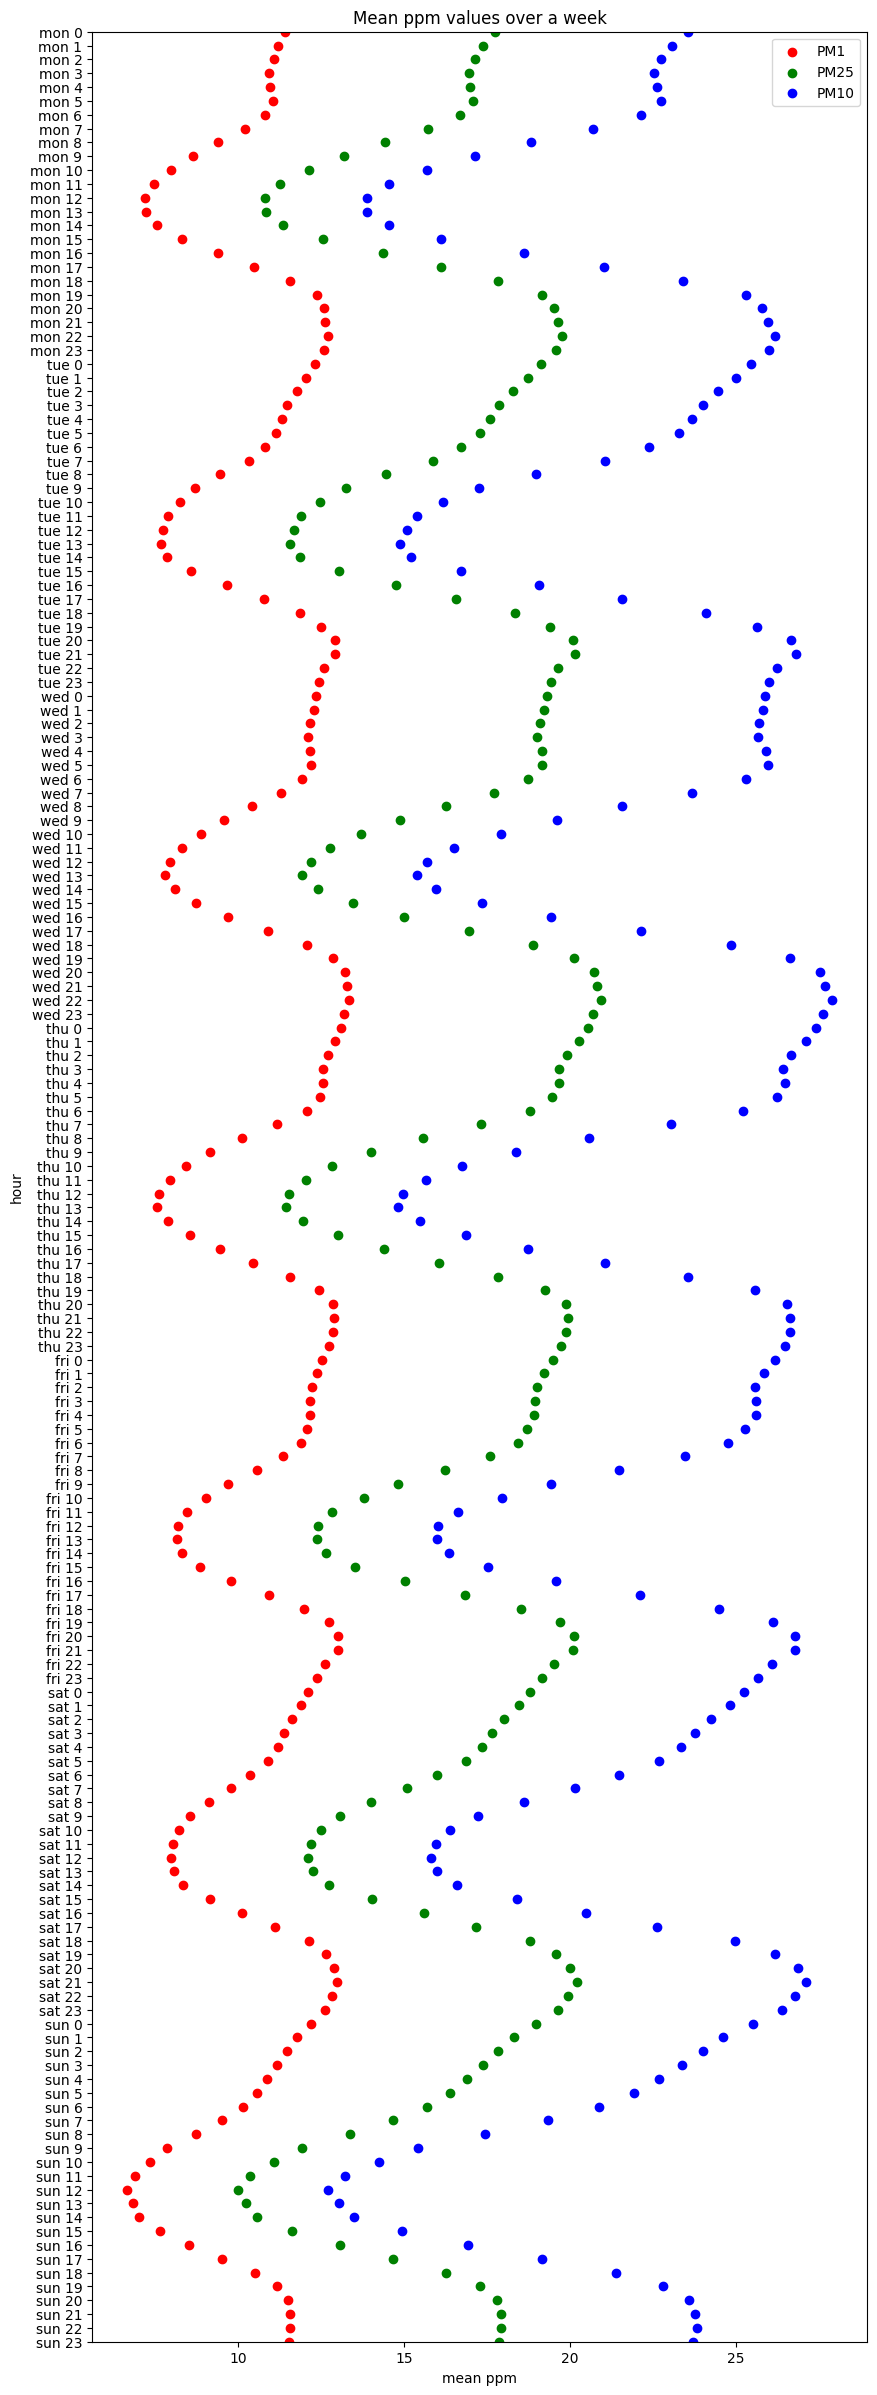 Mean ppm values over a week
PM1
PM25
PM10
mon 0
mon 1
mon 2
mon 3
mon 4
mon 5
mon 6
mon 7
mon 8
mon 9
mon 10
mon 11
mon 12
mon 13
mon 14
mon 15
mon 16
mon 17
mon 18
mon 19
mon 20
mon 21
mon 22
mon 23
tue 0
tue 1
tue 2
tue 3
tue 4
tue 5
tue 6
tue 7
tue 8
tue 9
tue 10
tue 11
tue 12
tue 13
tue 14
tue 15
tue 16
tue 17
tue 18
tue 19
tue 20
tue 21
tue 22
tue 23
wed 0
wed 1
wed 2
wed 3
wed 4
wed 5
wed 6
wed 7
wed 8
wed 9
wed 10
wed 11
wed 12
wed 13
wed 14
wed 15
wed 16
wed 17
wed 18
wed 19
wed 20
wed 21
wed 22
wed 23
thu 0
thu 1
thu 2
thu 3
thu 4
thu 5
thu 6
thu 7
thu 8
thu 9
thu 10
thu 11
thu 12
thu 13
thu 14
thu 15
thu 16
thu 17
thu 18
thu 19
thu 20
thu 21
thu 22
thu 23
fri 0
fri 1
fri 2
fri 3
fri 4
fri 5
fri 6
fri 7
fri 8
fri 9
fri 10
fri 11
fri 12
fri 13
fri 14
fri 15
fri 16
fri 17
fri 18
fri 19
fri 20
fri 21
fri 22
fri 23
sat 0
sat 1
sat 2
sat 3
sat 4
sat 5
sat 6
sat 7
sat 8
sat 9
sat 10
sat 11
sat 12
sat 13
sat 14
sat 15
sat 16
sat 17
sat 18
sat 19
sat 20
sat 21
sat 22
sat 23
sun 0
sun 1
sun 2
sun 3
sun 4
sun 5
sun 6
sun 7
sun 8
sun 9
sun 10
sun 11
sun 12
sun 13
sun 14
sun 15
sun 16
sun 17
sun 18
sun 19
sun 20
sun 21
sun 22
sun 23
hour
10 15 20 25
mean ppm